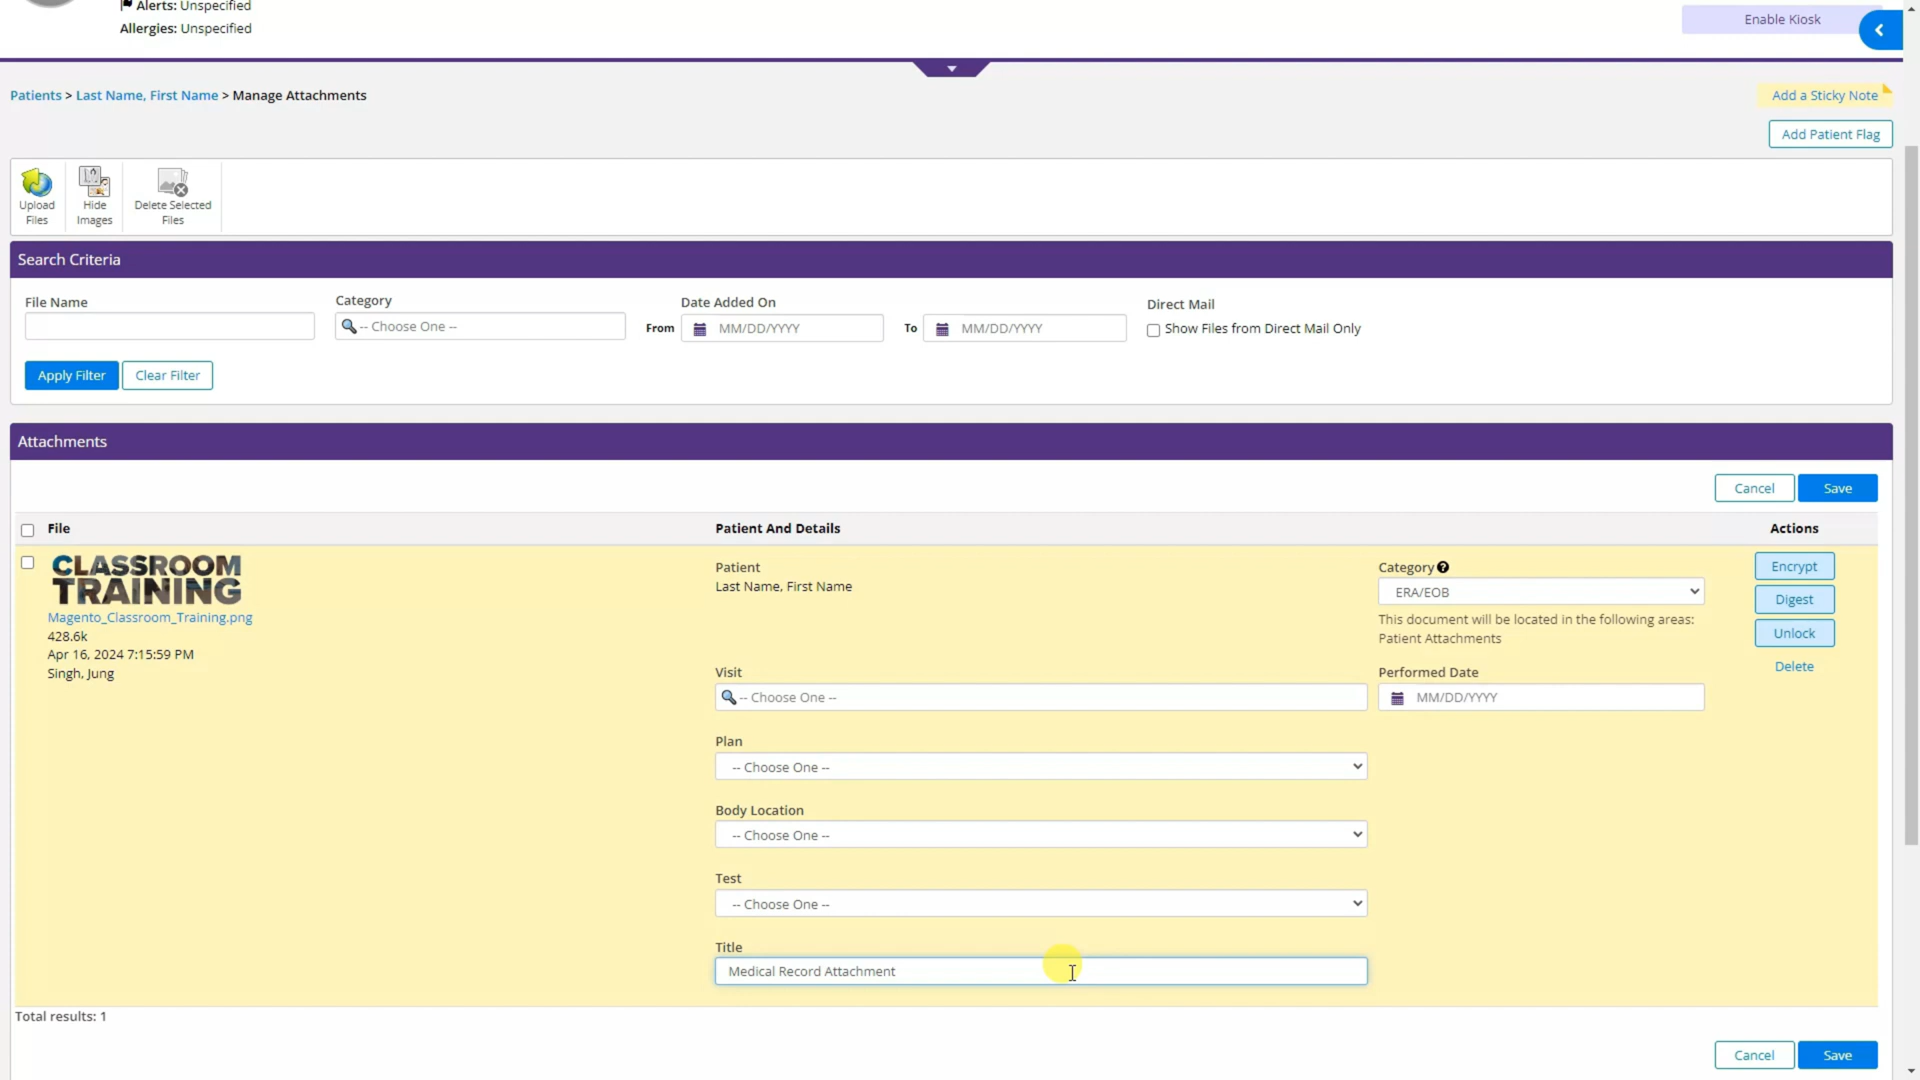 Alerts: Unspecified
Allergies: Unspecified
Enable Kiosk
Patients > Last Name, First Name > Manage Attachments
Add a Sticky Note
Add Patient Flag
Upload Files
Hide Images
Delete Selected Files
Search Criteria
File Name
Category
-- Choose One --
Date Added On
From
MM/DD/YYYY
To
MM/DD/YYYY
Direct Mail
Show Files from Direct Mail Only
Apply Filter
Clear Filter
Attachments
Cancel
Save
File
Patient And Details
Actions
CLASSROOM
TRAINING
Magento_Classroom_Training.png
428.6k
Apr 16, 2024 7:15:59 PM
Singh, Jung
Patient
Last Name, First Name
Category
ERA/EOB
This document will be located in the following areas:
Patient Attachments
Encrypt
Digest
Unlock
Delete
Visit
-- Choose One --
Performed Date
MM/DD/YYYY
Plan
-- Choose One --
Body Location
-- Choose One --
Test
-- Choose One --
Title
Medical Record Attachment
Total results: 1
Cancel
Save